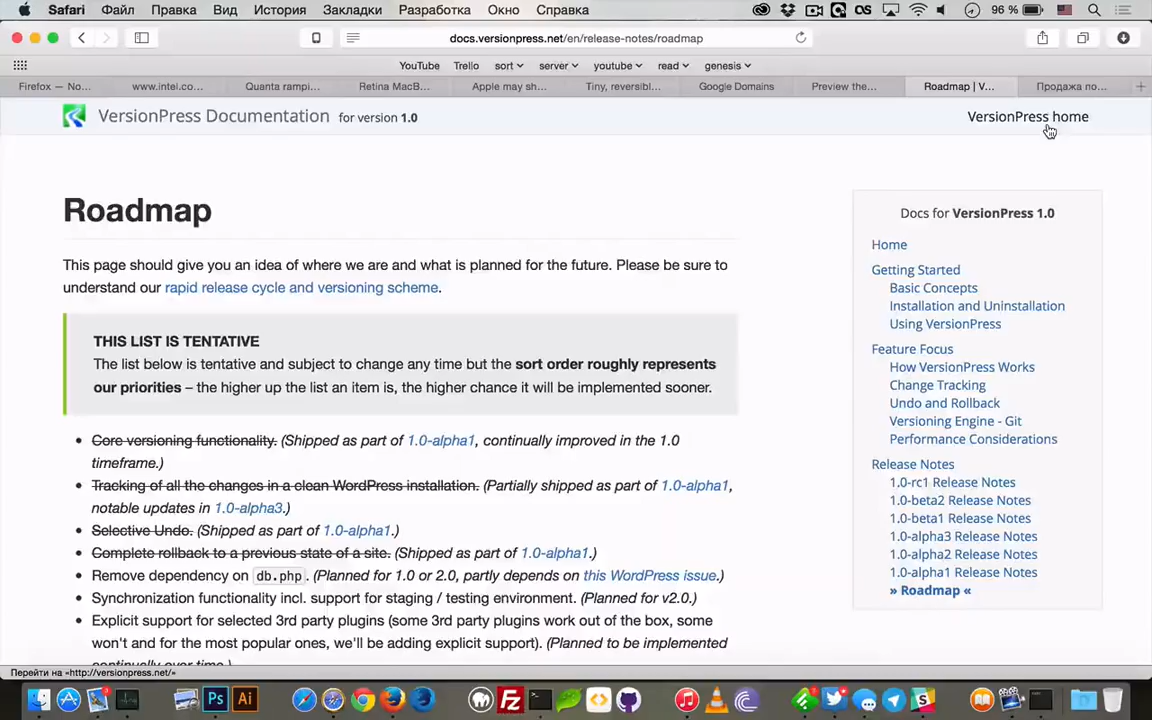 Safari Файл Правка Вид История Закладки Разработка Окно Справка 96 %
docs.versionpress.net/en/release-notes/roadmap
YouTube Trello sort server youtube read genesis
Firefox — No... www.intel.co... Quanta rampi... Retina MacB... Apple may sh... Tiny, reversibl... Google Domains Preview the... Roadmap | V... Продажа по...
VersionPress Documentation for version 1.0 VersionPress home
Roadmap
This page should give you an idea of where we are and what is planned for the future. Please be sure to
understand our rapid release cycle and versioning scheme.
THIS LIST IS TENTATIVE
The list below is tentative and subject to change any time but the sort order roughly represents
our priorities – the higher up the list an item is, the higher chance it will be implemented sooner.
Core versioning functionality. (Shipped as part of 1.0-alpha1, continually improved in the 1.0
timeframe.)
Tracking of all the changes in a clean WordPress installation. (Partially shipped as part of 1.0-alpha1,
notable updates in 1.0-alpha3.)
Selective Undo. (Shipped as part of 1.0-alpha1.)
Complete rollback to a previous state of a site. (Shipped as part of 1.0-alpha1.)
Remove dependency on db.php. (Planned for 1.0 or 2.0, partly depends on this WordPress issue.)
Synchronization functionality incl. support for staging / testing environment. (Planned for v2.0.)
Explicit support for selected 3rd party plugins (some 3rd party plugins work out of the box, some
won't and for the most popular ones, we'll be adding explicit support). (Planned to be implemented
continually over time.)
Docs for VersionPress 1.0
Home
Getting Started
Basic Concepts
Installation and Uninstallation
Using VersionPress
Feature Focus
How VersionPress Works
Change Tracking
Undo and Rollback
Versioning Engine - Git
Performance Considerations
Release Notes
1.0-rc1 Release Notes
1.0-beta2 Release Notes
1.0-beta1 Release Notes
1.0-alpha3 Release Notes
1.0-alpha2 Release Notes
1.0-alpha1 Release Notes
» Roadmap «
Перейти на «http://versionpress.net/»
Ps Ai Fz